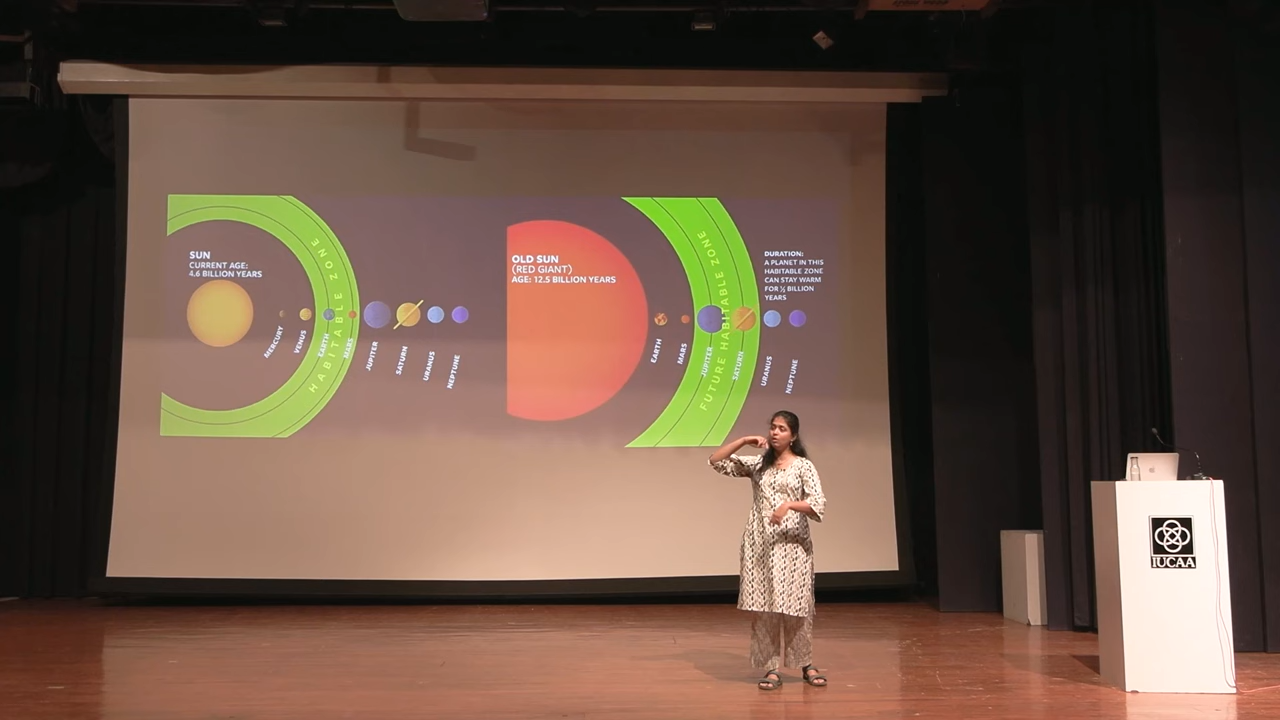 SUN
CURRENT AGE:
4.6 BILLION YEARS
MERCURY
VENUS
EARTH
MARS
HABITABLE ZONE
JUPITER
SATURN
URANUS
NEPTUNE
OLD SUN
(RED GIANT)
AGE: 12.5 BILLION YEARS
EARTH
MARS
JUPITER
SATURN
FUTURE HABITABLE ZONE
URANUS
NEPTUNE
DURATION:
A PLANET IN THIS
HABITABLE ZONE
CAN STAY WARM
FOR ½ BILLION
YEARS
IUCAA